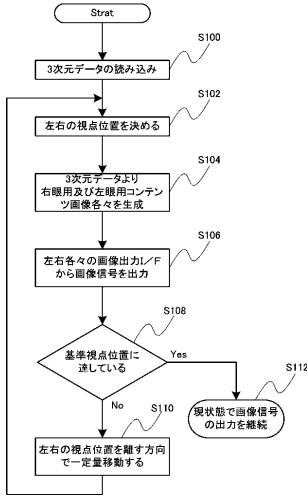 Strat
S100
3次元データの読み込み
S102
左右の視点位置を決める
S104
3次元データより
右眼用及び左眼用コンテン
ツ画像各々を生成
S106
左右各々の画像出力I/F
から画像信号を出力
S108
基準視点位置に
達している
Yes
S112
現状態で画像信号
の出力を継続
No
S110
左右の視点位置を離す方向
で一定量移動する